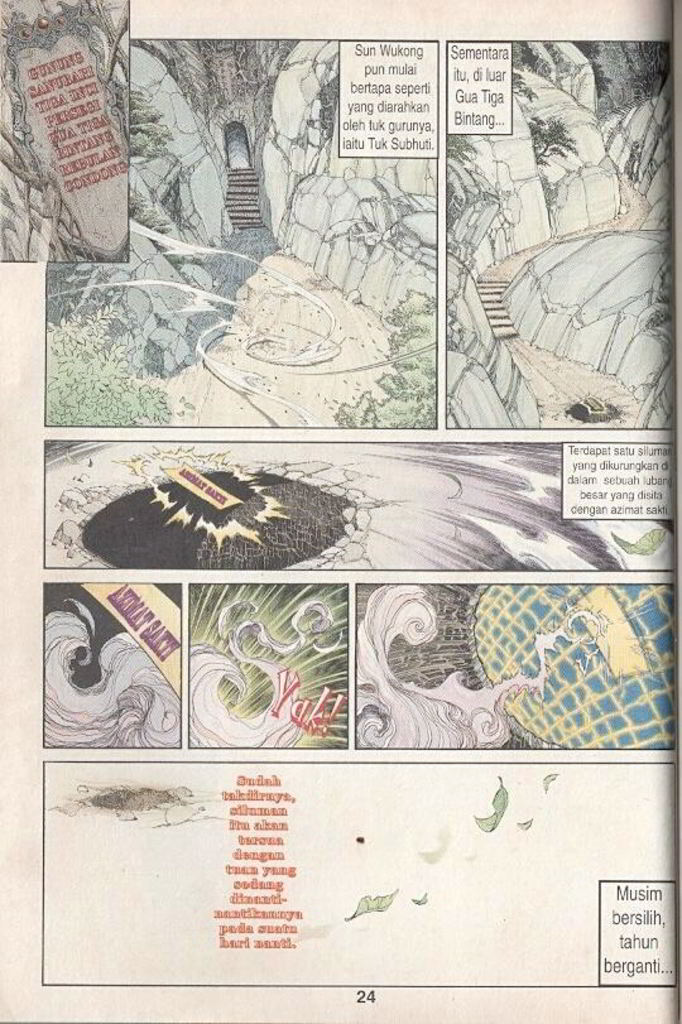 GUNUNG
SANUBARI
TIGA INCI
PERSEGI
GUA TIGA
BINTANG
REBULAN
CONDONG
Sun Wukong
pun mulai
bertapa seperti
yang diarahkan
oleh tuk gurunya,
iaitu Tuk Subhuti.
Sementara
itu, di luar
Gua Tiga
Bintang...
AZIMAT SAKTI
Terdapat satu siluman
yang dikurungkan di
dalam sebuah lubang
besar yang disita
dengan azimat sakti.
AZIMAT SAKTI
Yak!!
Sudah
takdirnya,
siluman
itu akan
tersua
dengan
tuan yang
sedang
dinanti-
nantikannya
pada suatu
hari nanti.
Musim
bersilih,
tahun
berganti...
24